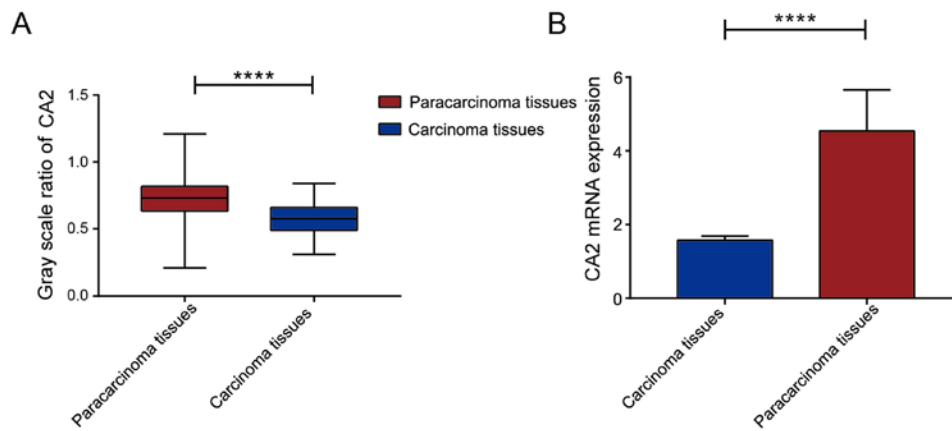 A
****
Gray scale ratio of CA2
1.5
1.0
0.5
0.0
Paracarcinoma tissues
Carcinoma tissues
Paracarcinoma tissues
Carcinoma tissues
B
****
CA2 mRNA expression
6
4
2
0
Carcinoma tissues
Paracarcinoma tissues